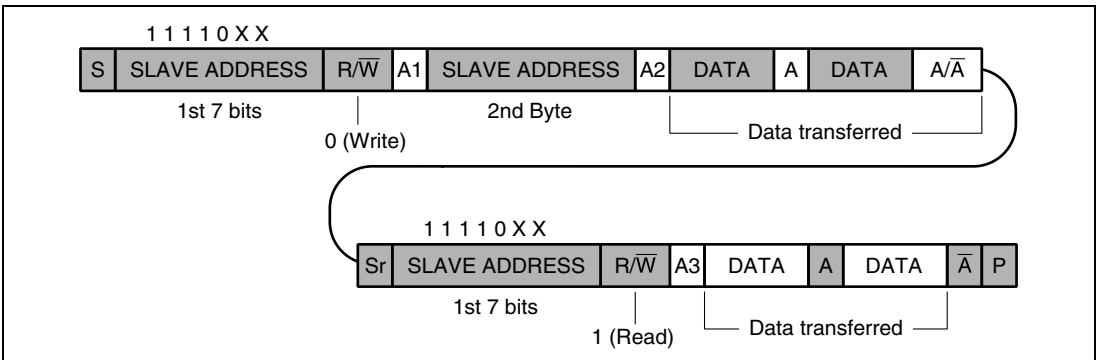 1 1 1 1 0 X X
S SLAVE ADDRESS R/W̅ A1 SLAVE ADDRESS A2 DATA A DATA A/A̅
1st 7 bits 2nd Byte
0 (Write) Data transferred
1 1 1 1 0 X X
Sr SLAVE ADDRESS R/W̅ A3 DATA A DATA A̅ P
1st 7 bits
1 (Read) Data transferred